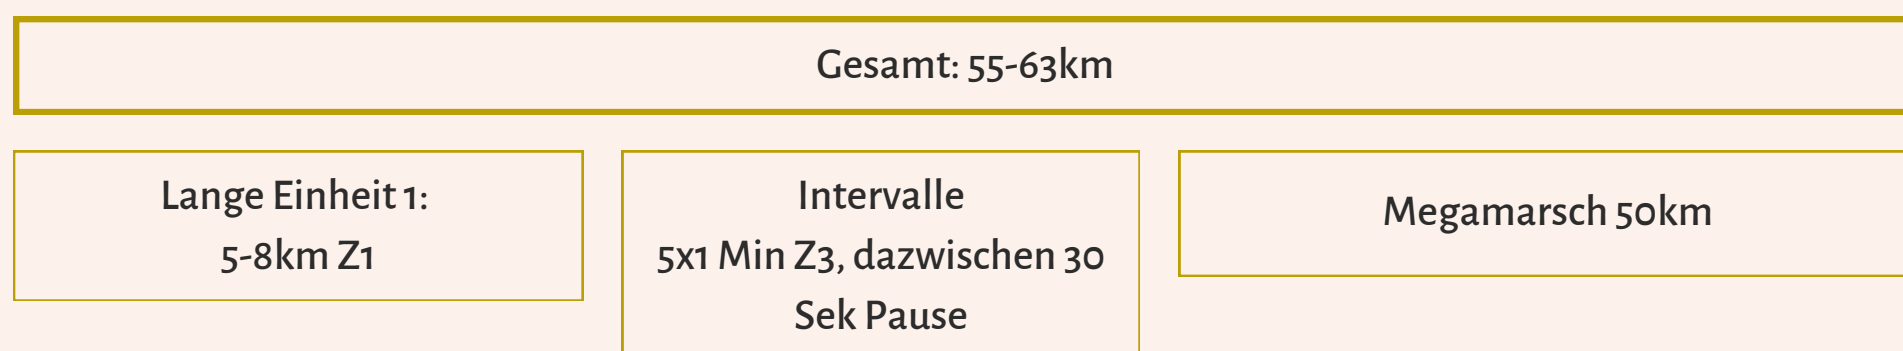 Gesamt: 55-63km
Lange Einheit 1:
5-8km Z1
Intervalle
5x1 Min Z3, dazwischen 30
Sek Pause
Megamarsch 50km